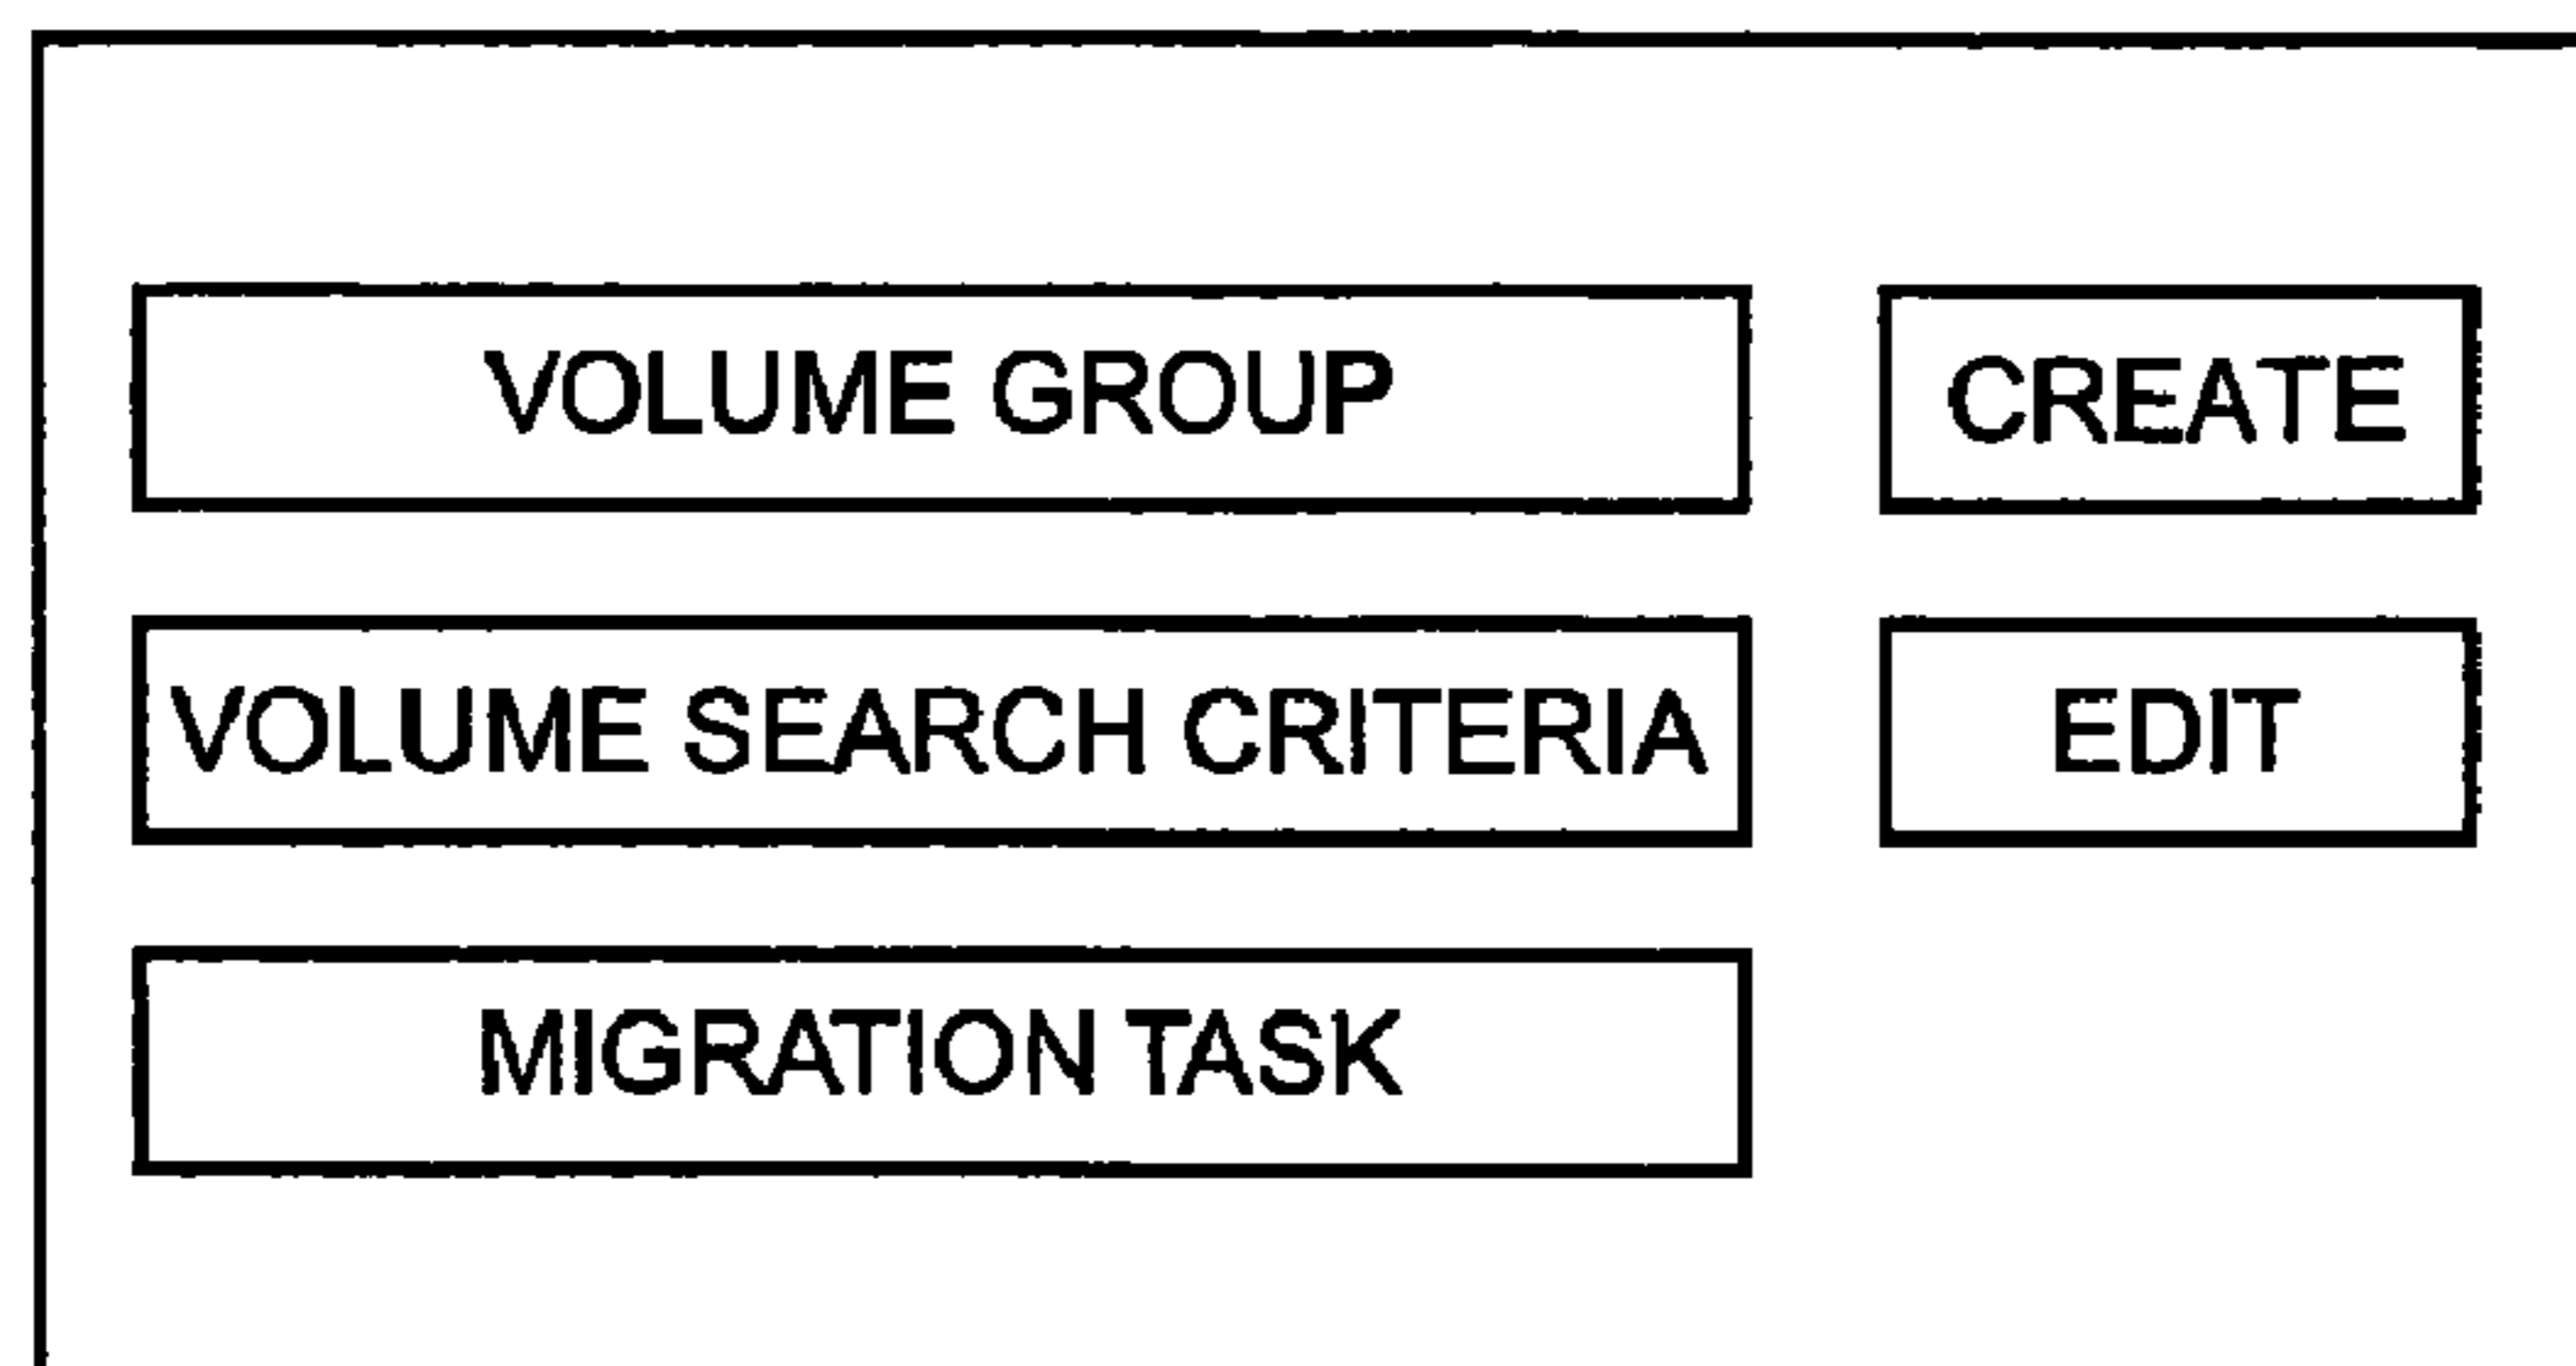 VOLUME GROUP
CREATE
VOLUME SEARCH CRITERIA
EDIT
MIGRATION TASK